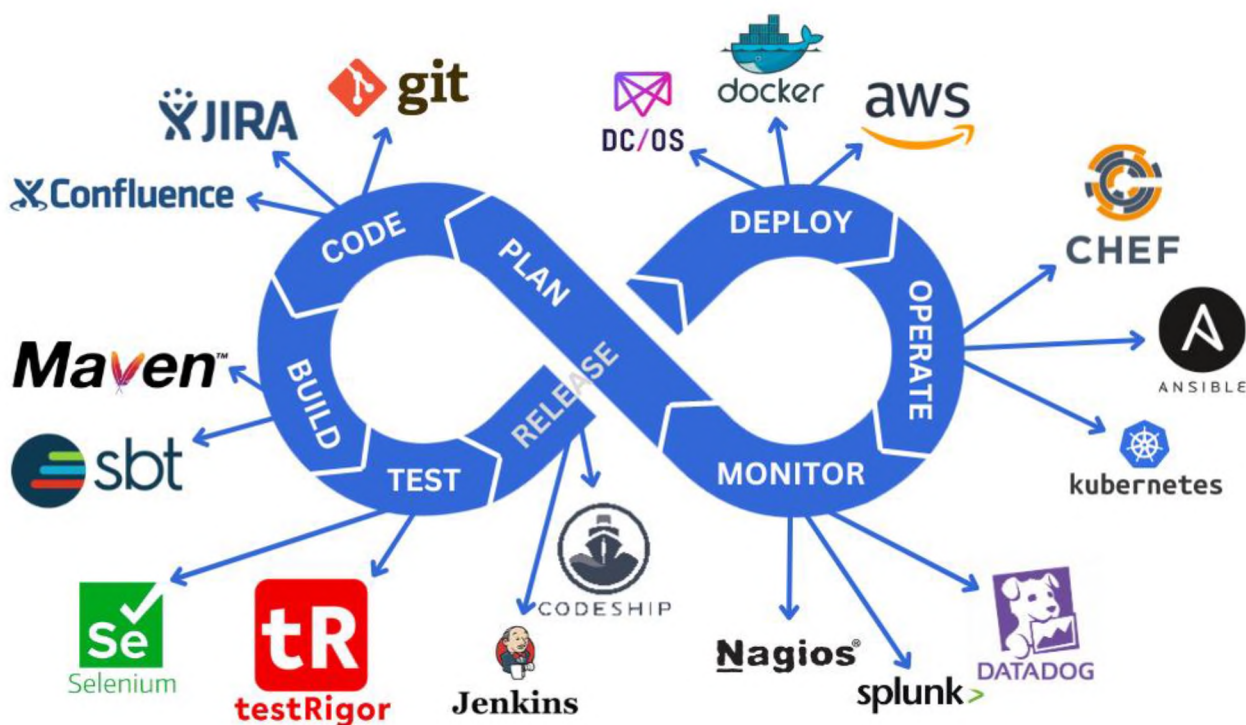 git
docker
aws
JIRA
DC/OS
Confluence
CODE
PLAN
DEPLOY
CHEF
OPERATE
Maven™
BUILD
RELEASE
ANSIBLE
sbt
TEST
MONITOR
kubernetes
Se
Selenium
tR
testRigor
CODESHIP
Jenkins
Nagios®
splunk>
DATADOG